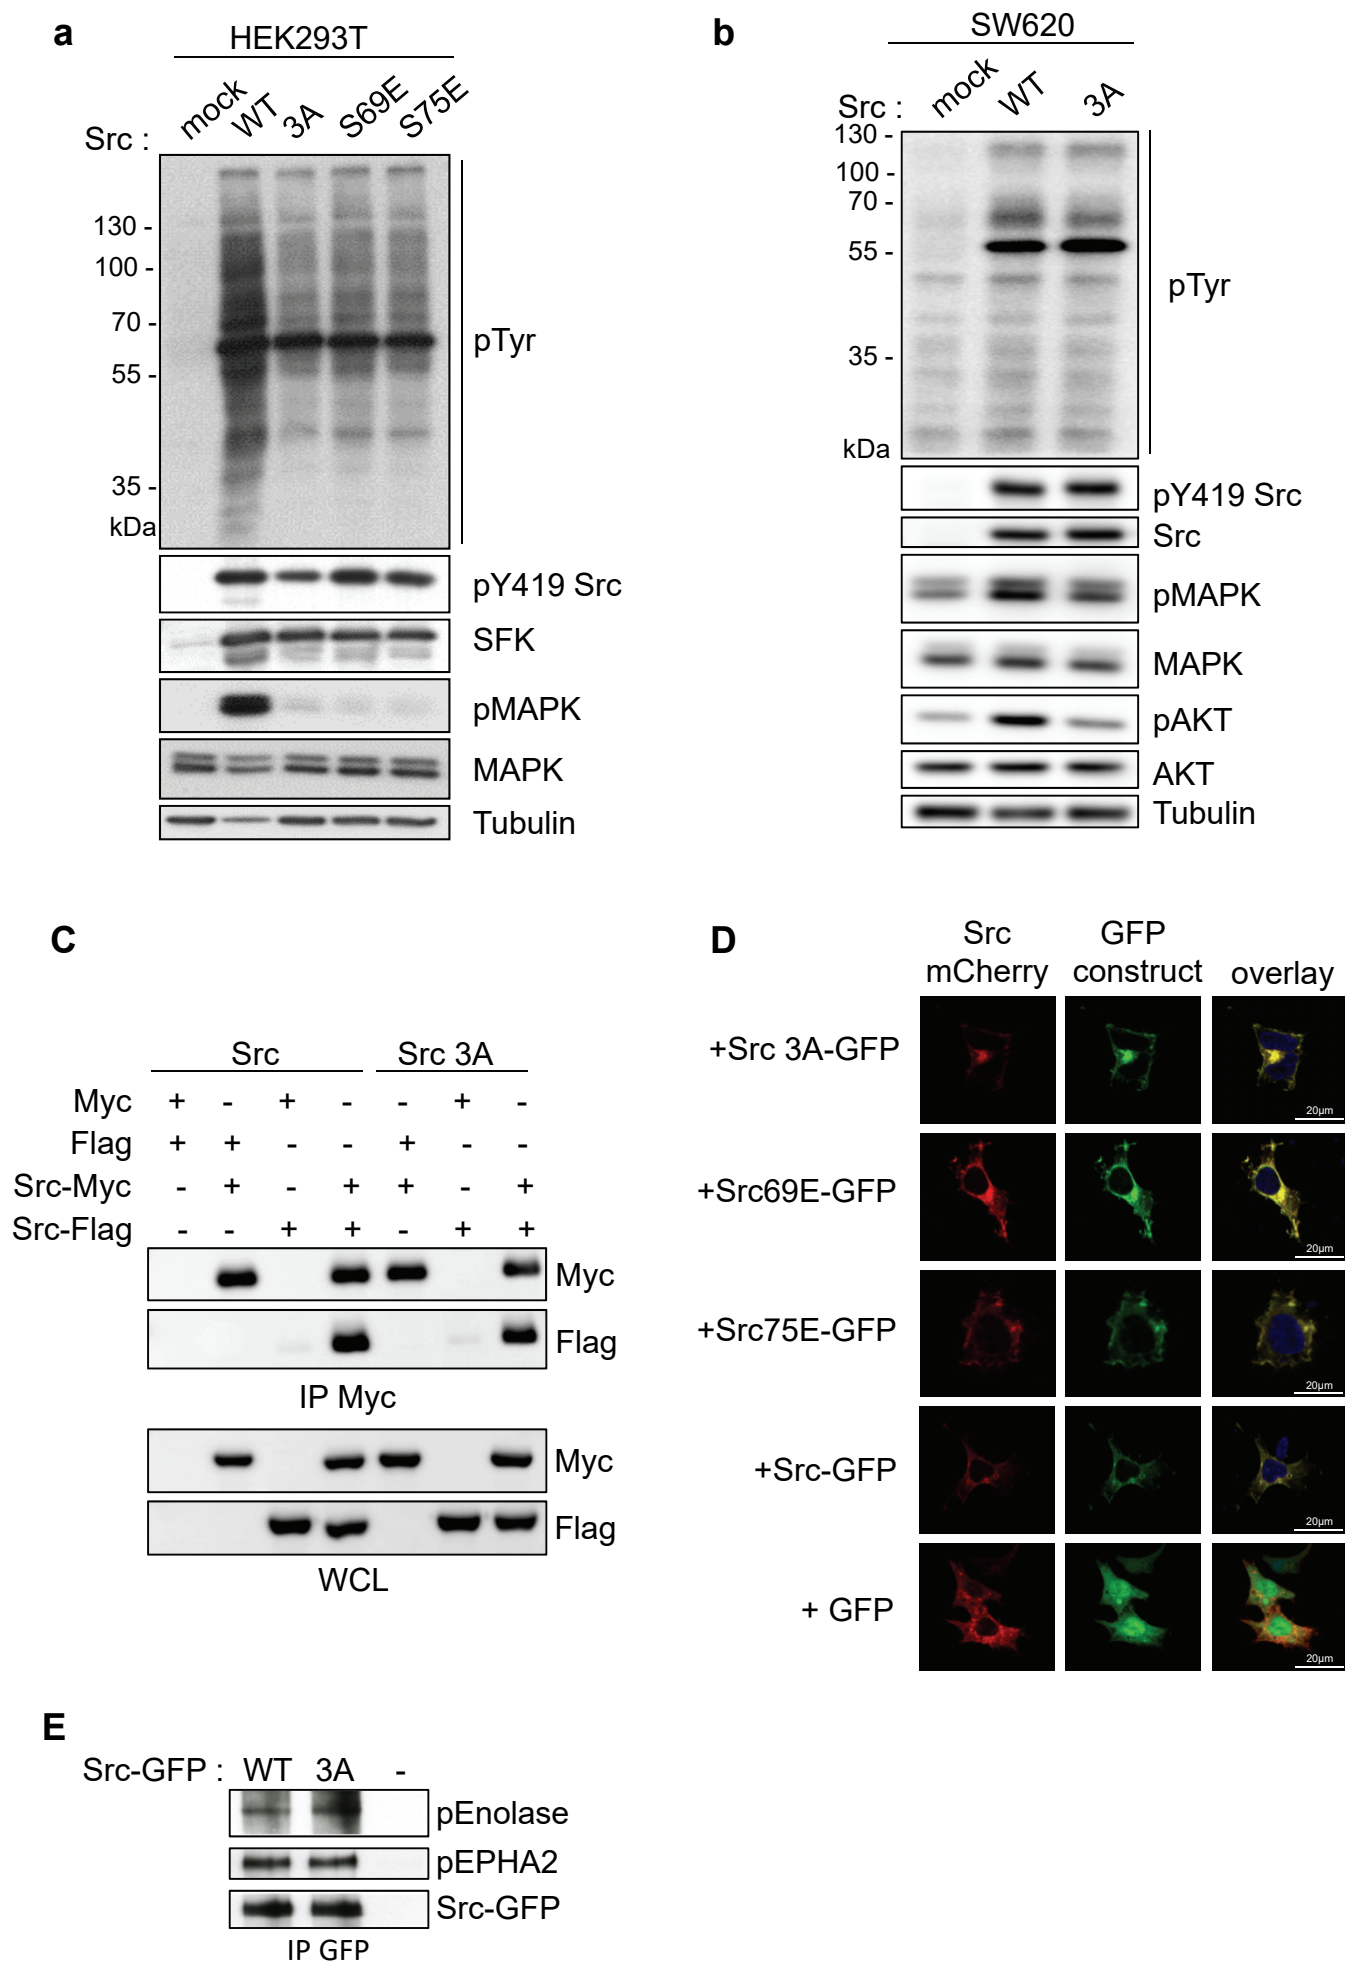 a
HEK293T
Src :
mock
WT
3A
S69E
S75E
130 -
100 -
70 -
55 -
35 -
kDa
pTyr
pY419 Src
SFK
pMAPK
MAPK
Tubulin
b
SW620
Src :
mock
WT
3A
130 -
100 -
70 -
55 -
35 -
kDa
pTyr
pY419 Src
Src
pMAPK
MAPK
pAKT
AKT
Tubulin
C
Src Src 3A
Myc + - + - - + -
Flag + + - - + - -
Src-Myc - + - + + - +
Src-Flag - - + + - + +
Myc
Flag
IP Myc
Myc
Flag
WCL
D
Src mCherry
GFP construct
overlay
+Src 3A-GFP
20µm
+Src69E-GFP
20µm
+Src75E-GFP
20µm
+Src-GFP
20µm
+ GFP
20µm
E
Src-GFP : WT 3A -
pEnolase
pEPHA2
Src-GFP
IP GFP